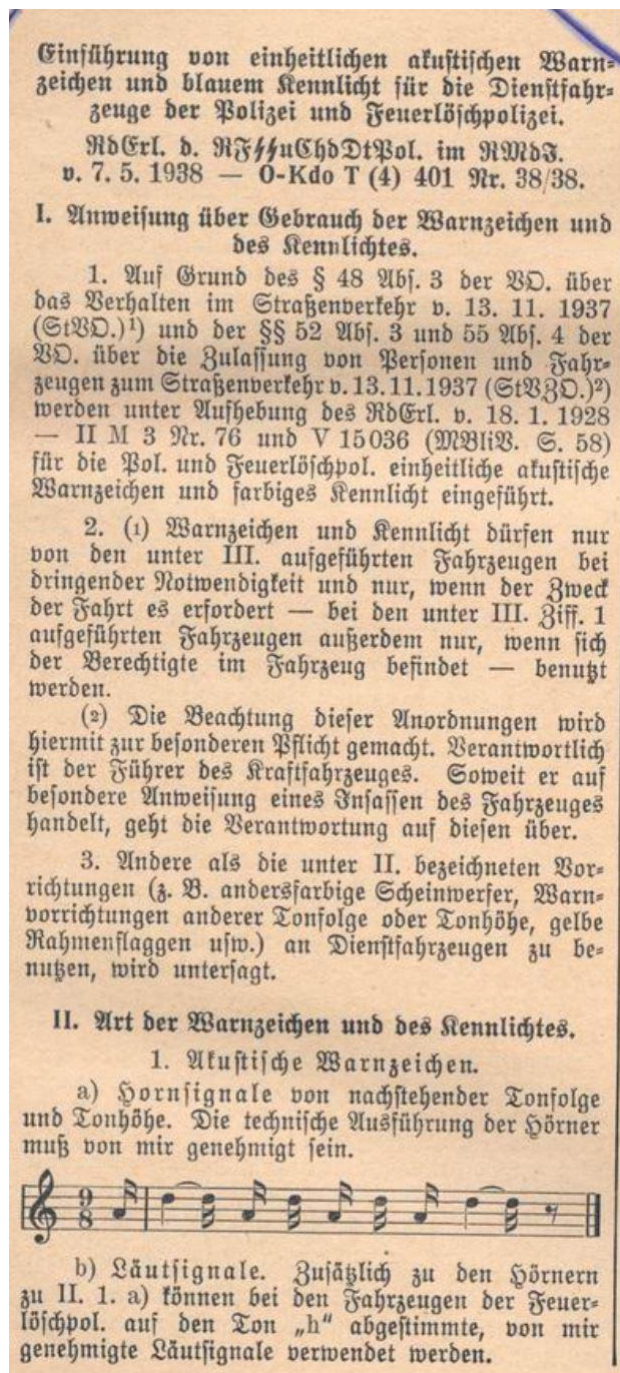 Einführung von einheitlichen akustischen Warn-
zeichen und blauem Kennlicht für die Dienstfahr-
zeuge der Polizei und Feuerlöschpolizei.
RdErl. d. RFSSuChdDtPol. im RMdJ.
v. 7. 5. 1938 — O-Kdo T (4) 401 Nr. 38/38.
I. Anweisung über Gebrauch der Warnzeichen und
des Kennlichtes.
1. Auf Grund des § 48 Abs. 3 der VO. über
das Verhalten im Straßenverkehr v. 13. 11. 1937
(StVO.)¹) und der §§ 52 Abs. 3 und 55 Abs. 4 der
VO. über die Zulassung von Personen und Fahr-
zeugen zum Straßenverkehr v. 13. 11. 1937 (StVZO.)²)
werden unter Aufhebung des RdErl. v. 18. 1. 1928
— II M 3 Nr. 76 und V 15036 (MBliV. S. 58)
für die Pol. und Feuerlöschpol. einheitliche akustische
Warnzeichen und farbiges Kennlicht eingeführt.
2. (1) Warnzeichen und Kennlicht dürfen nur
von den unter III. aufgeführten Fahrzeugen bei
dringender Notwendigkeit und nur, wenn der Zweck
der Fahrt es erfordert — bei den unter III. Ziff. 1
aufgeführten Fahrzeugen außerdem nur, wenn sich
der Berechtigte im Fahrzeug befindet — benutzt
werden.
(2) Die Beachtung dieser Anordnungen wird
hiermit zur besonderen Pflicht gemacht. Verantwortlich
ist der Führer des Kraftfahrzeuges. Soweit er auf
besondere Anweisung eines Insassen des Fahrzeuges
handelt, geht die Verantwortung auf diesen über.
3. Andere als die unter II. bezeichneten Vor-
richtungen (z. B. andersfarbige Scheinwerfer, Warn-
vorrichtungen anderer Tonfolge oder Tonhöhe, gelbe
Rahmenflaggen usw.) an Dienstfahrzeugen zu be-
nutzen, wird untersagt.
II. Art der Warnzeichen und des Kennlichtes.
1. Akustische Warnzeichen.
a) Hornsignale von nachstehender Tonfolge
und Tonhöhe. Die technische Ausführung der Hörner
muß von mir genehmigt sein.
9
8
b) Läutsignale. Zusätzlich zu den Hörnern
zu II. 1. a) können bei den Fahrzeugen der Feuer-
löschpol. auf den Ton „h“ abgestimmte, von mir
genehmigte Läutsignale verwendet werden.